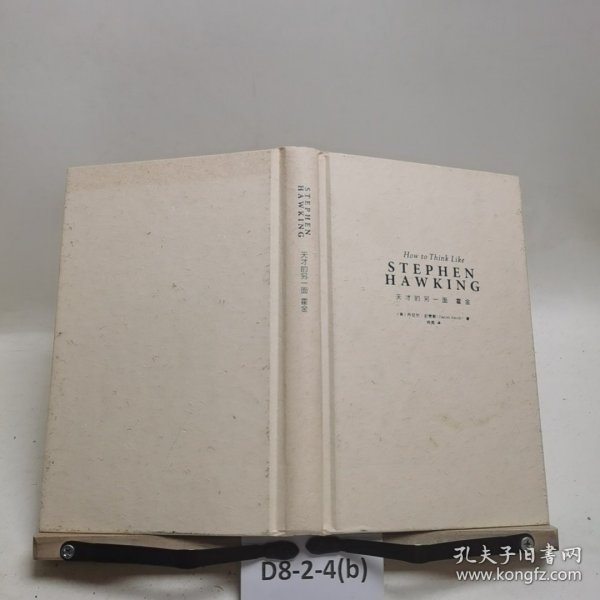 STEPHEN
HAWKING
天才的另一面 霍金
How to Think Like
STEPHEN
HAWKING
天才的另一面 霍金
D8-2-4(b)
孔夫子旧书网
www.kongfz.com